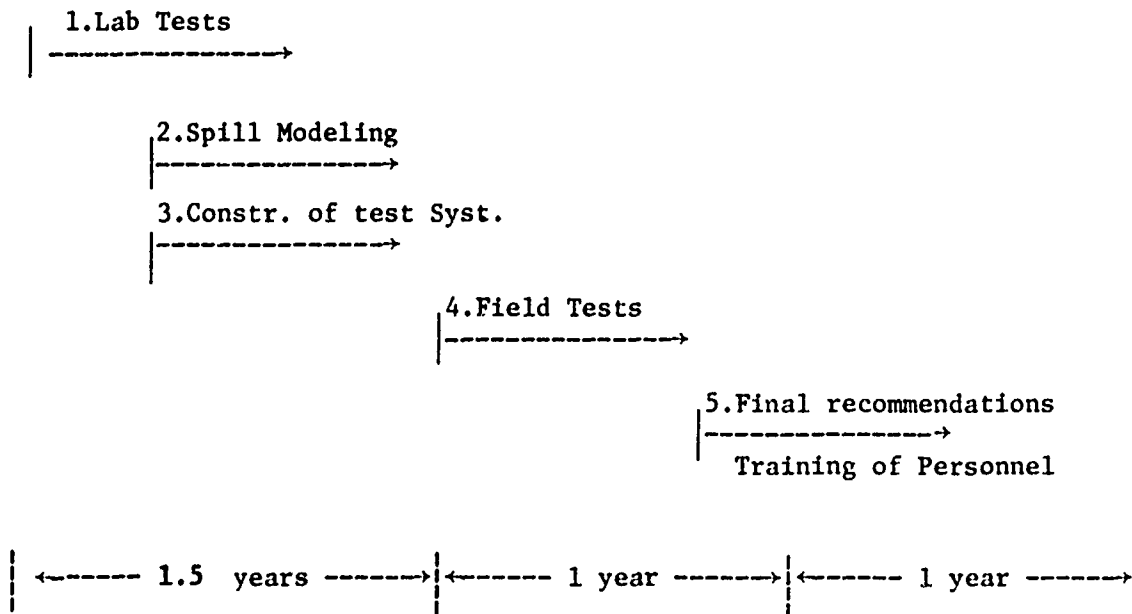 1.Lab Tests
2.Spill Modeling
3.Constr. of test Syst.
4.Field Tests
5.Final recommendations
Training of Personnel
1.5 years
1 year
1 year